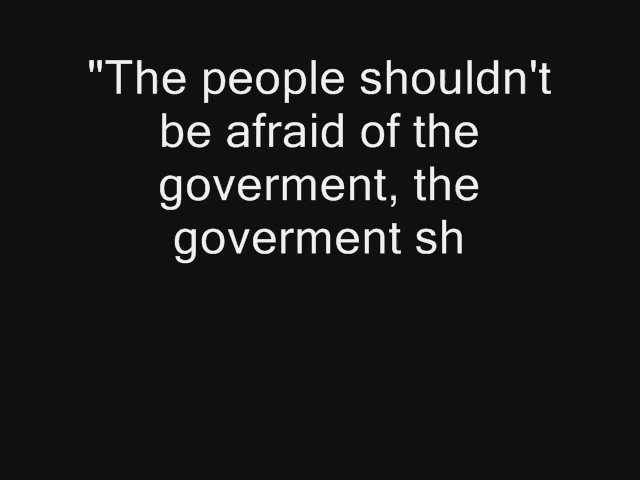 "The people shouldn't
be afraid of the
goverment, the
goverment sh